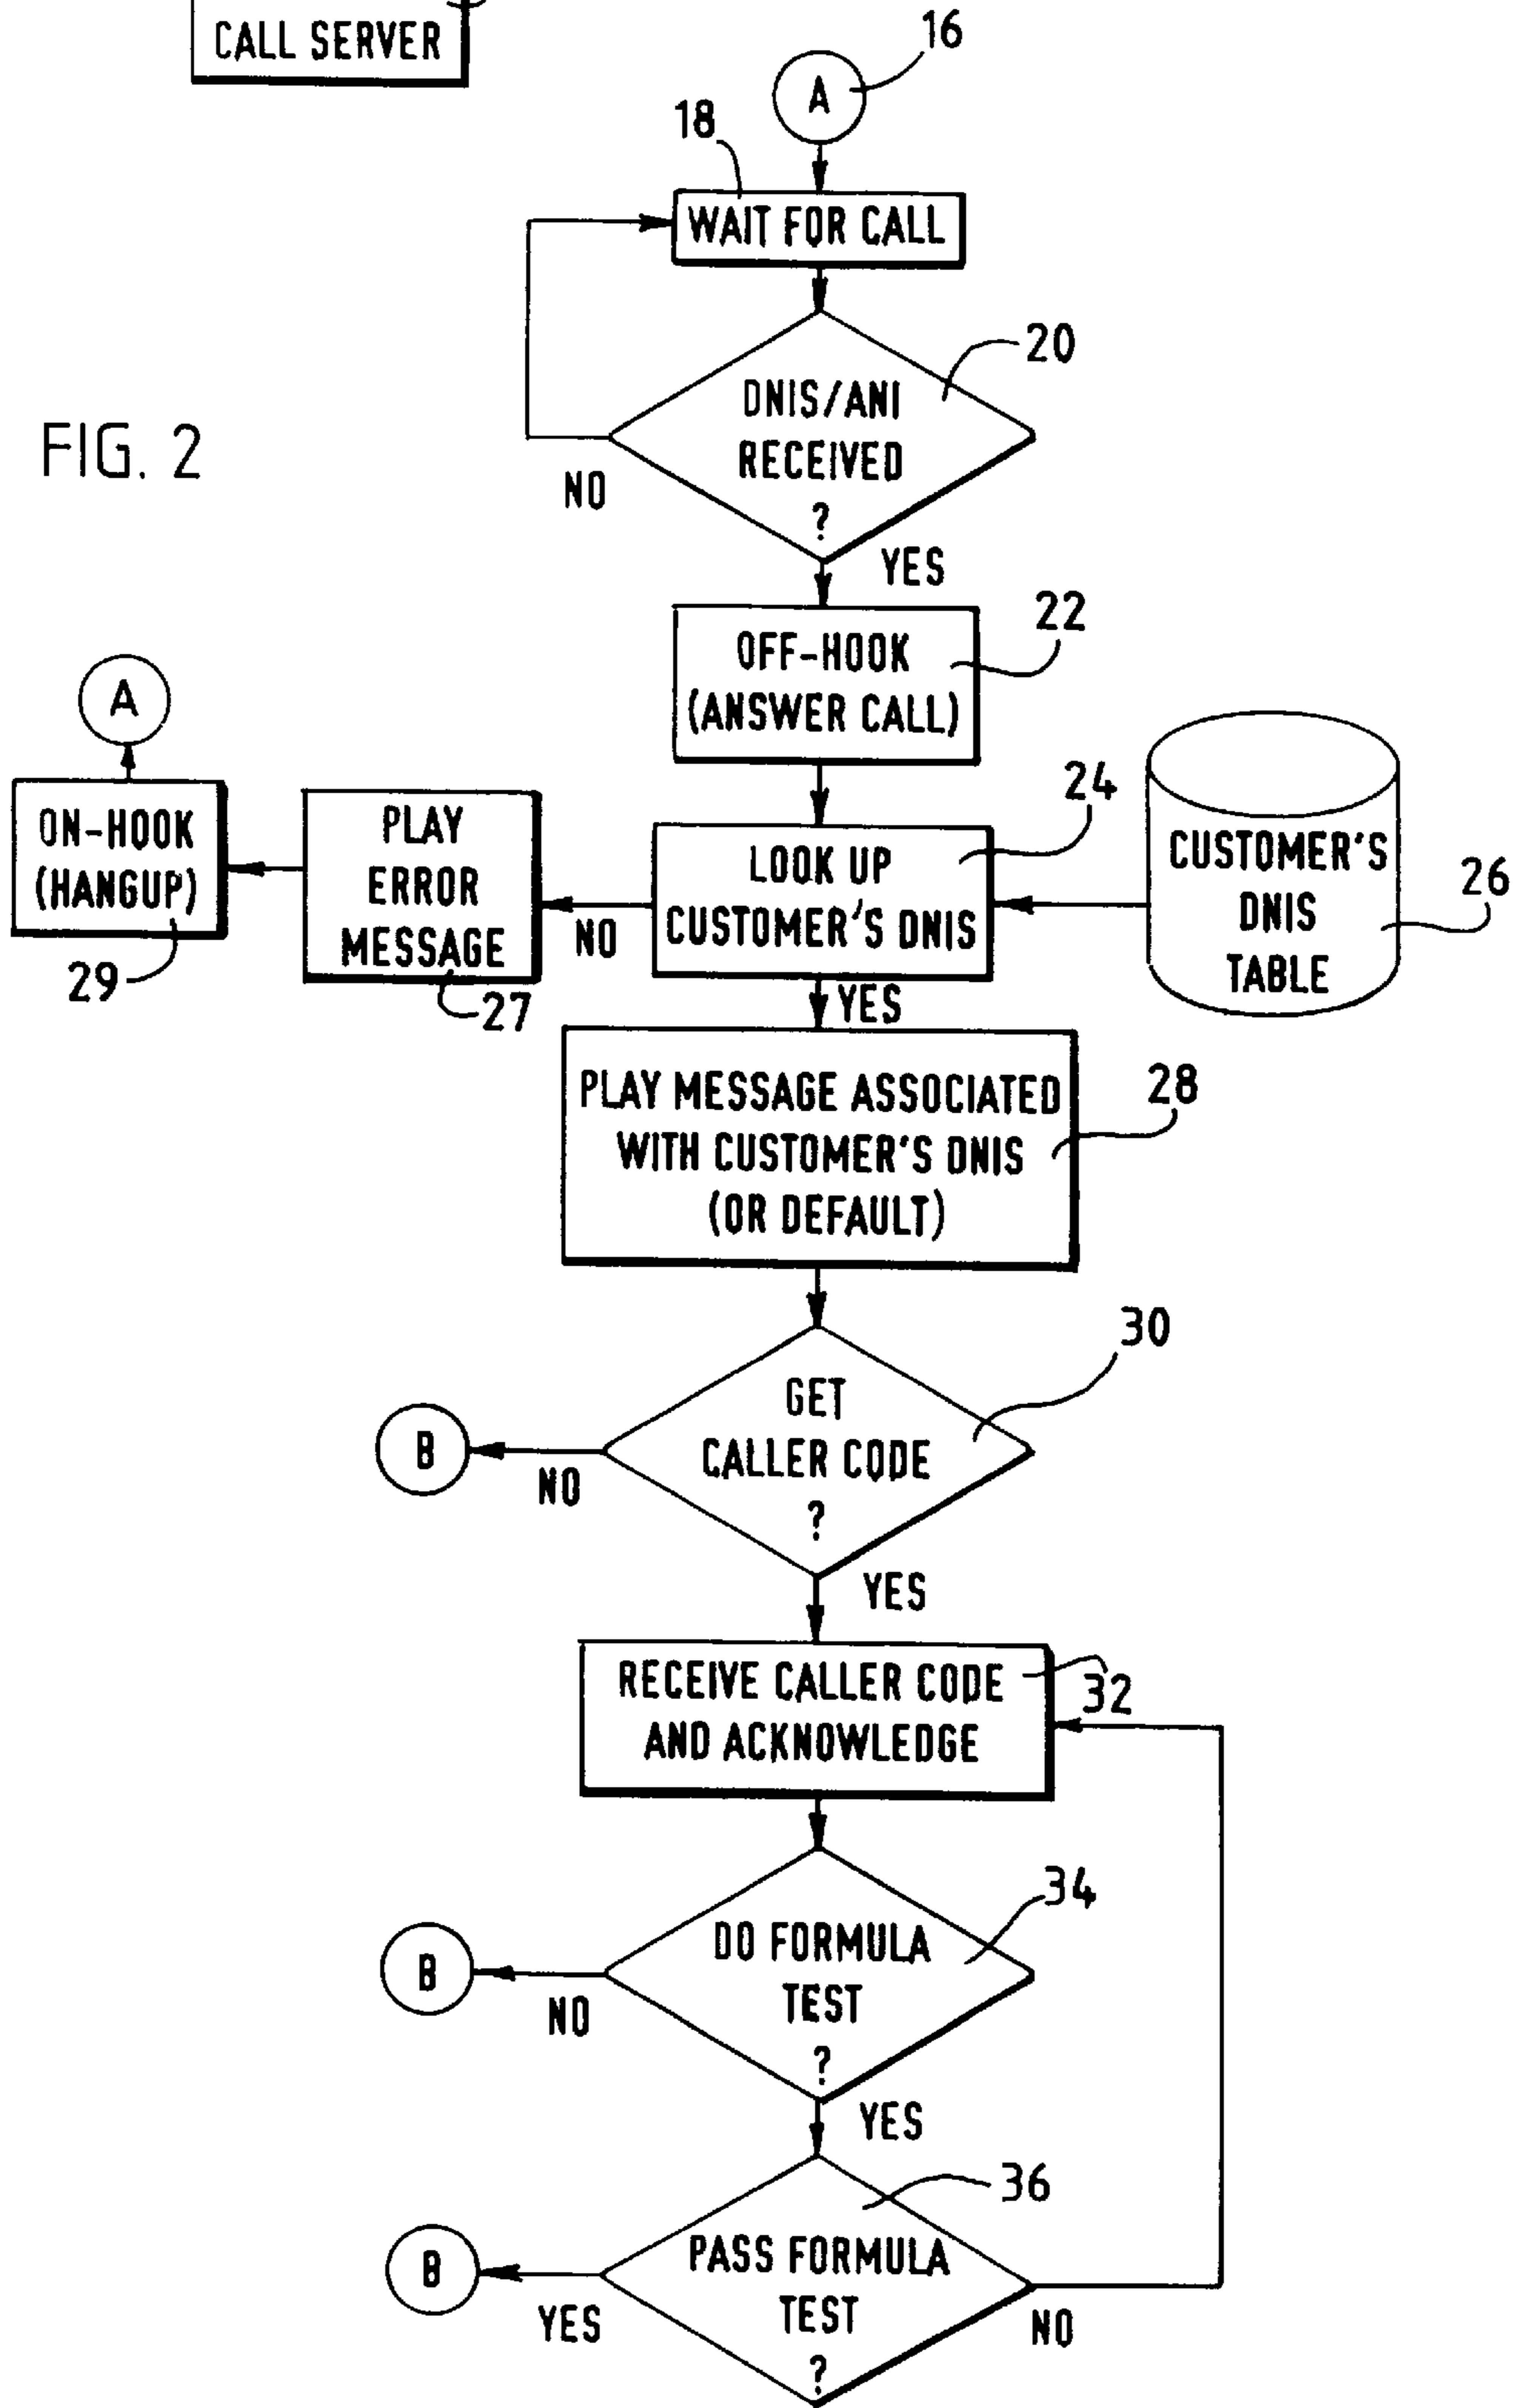 CALL SERVER
16
A
18
WAIT FOR CALL
20
DNIS/ANI
RECEIVED
?
FIG. 2
NO
YES
22
OFF-HOOK
(ANSWER CALL)
A
24
ON-HOOK
(HANGUP)
29
PLAY
ERROR
MESSAGE
27
NO
LOOK UP
CUSTOMER'S DNIS
CUSTOMER'S
DNIS
TABLE
26
YES
PLAY MESSAGE ASSOCIATED
WITH CUSTOMER'S DNIS
(OR DEFAULT)
28
30
GET
CALLER CODE
?
B
NO
YES
RECEIVE CALLER CODE
AND ACKNOWLEDGE
32
34
DO FORMULA
TEST
?
B
NO
YES
36
PASS FORMULA
TEST
?
B
YES
NO